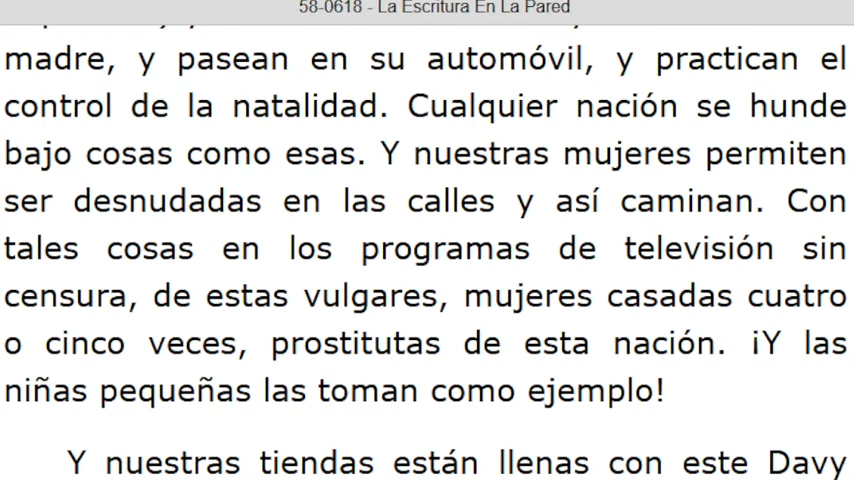 58-0618 - La Escritura En La Pared
madre, y pasean en su automóvil, y practican el
control de la natalidad. Cualquier nación se hunde
bajo cosas como esas. Y nuestras mujeres permiten
ser desnudadas en las calles y así caminan. Con
tales cosas en los programas de televisión sin
censura, de estas vulgares, mujeres casadas cuatro
o cinco veces, prostitutas de esta nación. ¡Y las
niñas pequeñas las toman como ejemplo!
Y nuestras tiendas están llenas con este Davy